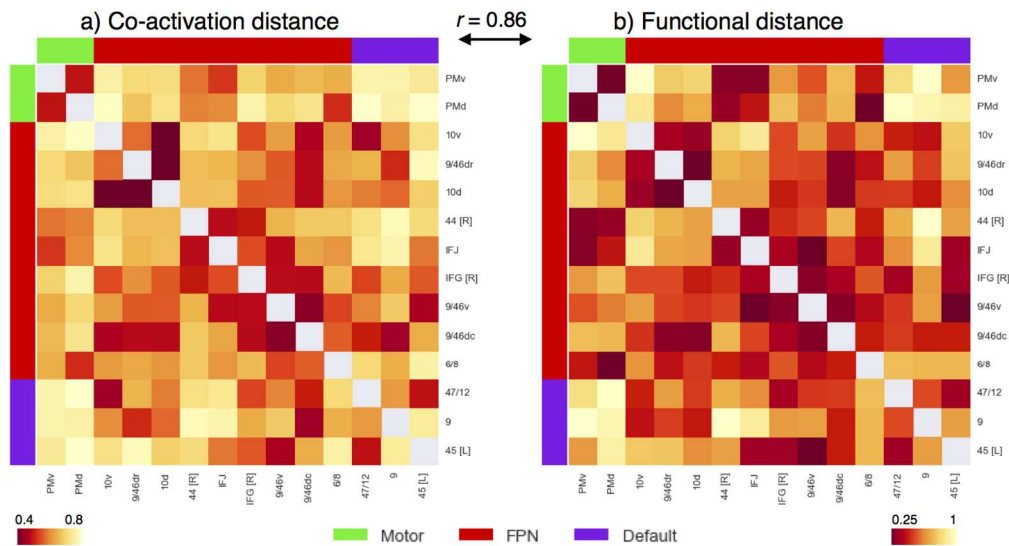 a) Co-activation distance
r = 0.86
b) Functional distance
PMv
PMd
10v
9/46dr
10d
44 [R]
IFJ
IFG [R]
9/46v
9/46dc
6/8
47/12
9
45 [L]
PMv
PMd
10v
9/46dr
10d
44 [R]
IFJ
IFG [R]
9/46v
9/46dc
6/8
47/12
9
45 [L]
PMv
PMd
10v
9/46dr
10d
44 [R]
IFJ
IFG [R]
9/46v
9/46dc
6/8
47/12
9
45 [L]
PMv
PMd
10v
9/46dr
10d
44 [R]
IFJ
IFG [R]
9/46v
9/46dc
6/8
47/12
9
45 [L]
0.4 0.8
Motor FPN Default
0.25 1